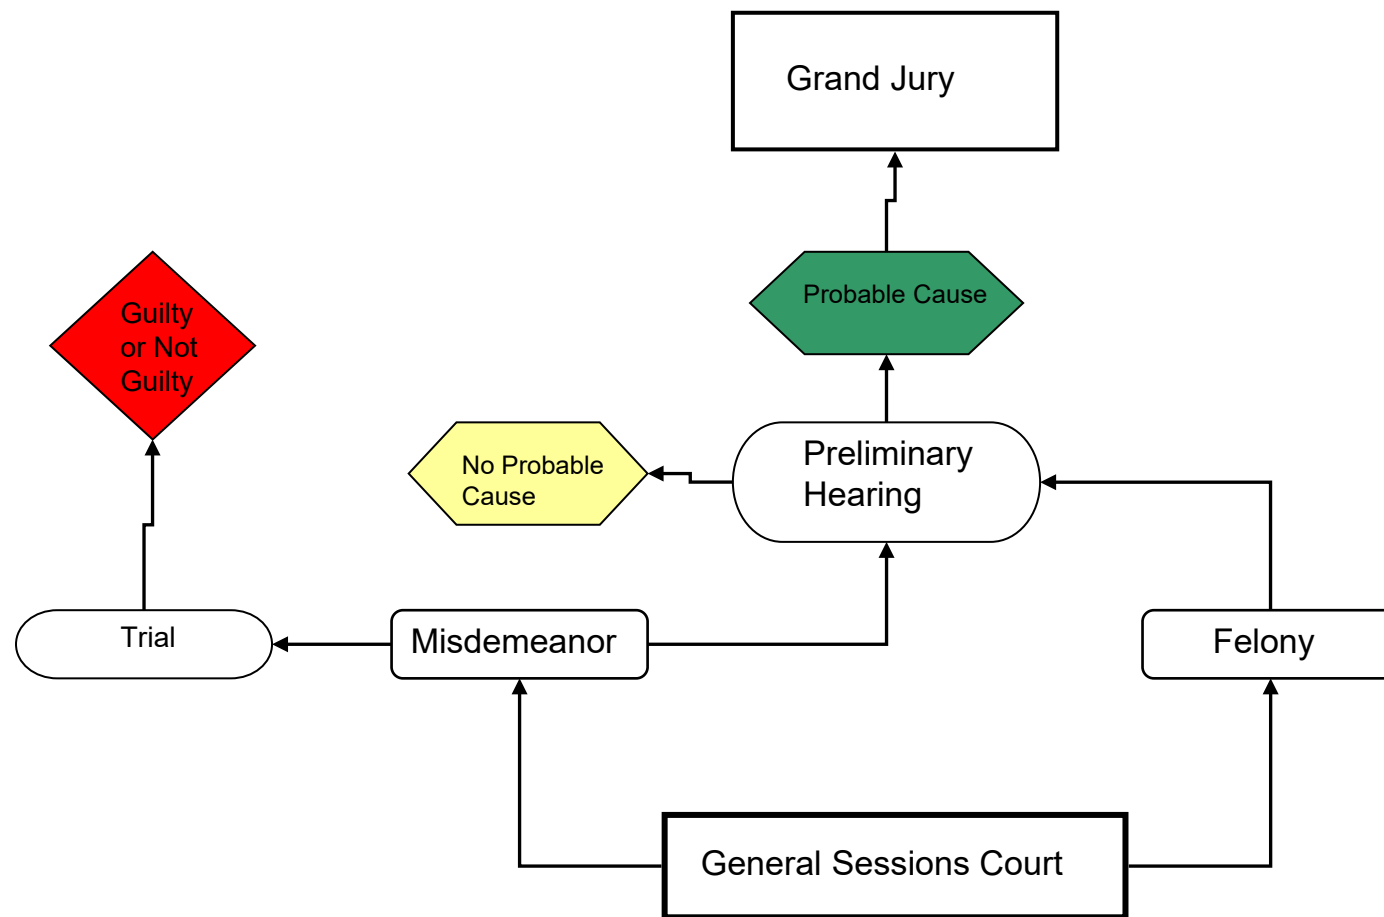 Grand Jury
Probable Cause
Guilty
or Not
Guilty
No Probable
Cause
Preliminary
Hearing
Trial
Misdemeanor
Felony
General Sessions Court